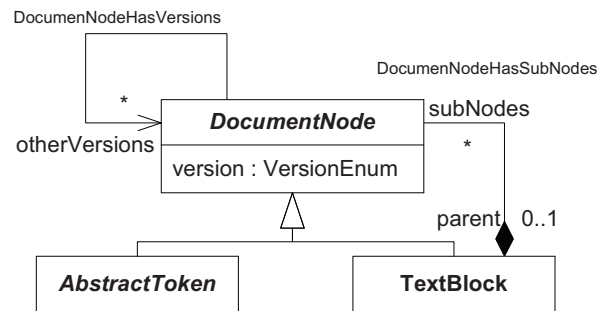 DocumenNodeHasVersions
DocumenNodeHasSubNodes
*
DocumentNode
subNodes
otherVersions
*
version : VersionEnum
parent 0..1
AbstractToken
TextBlock